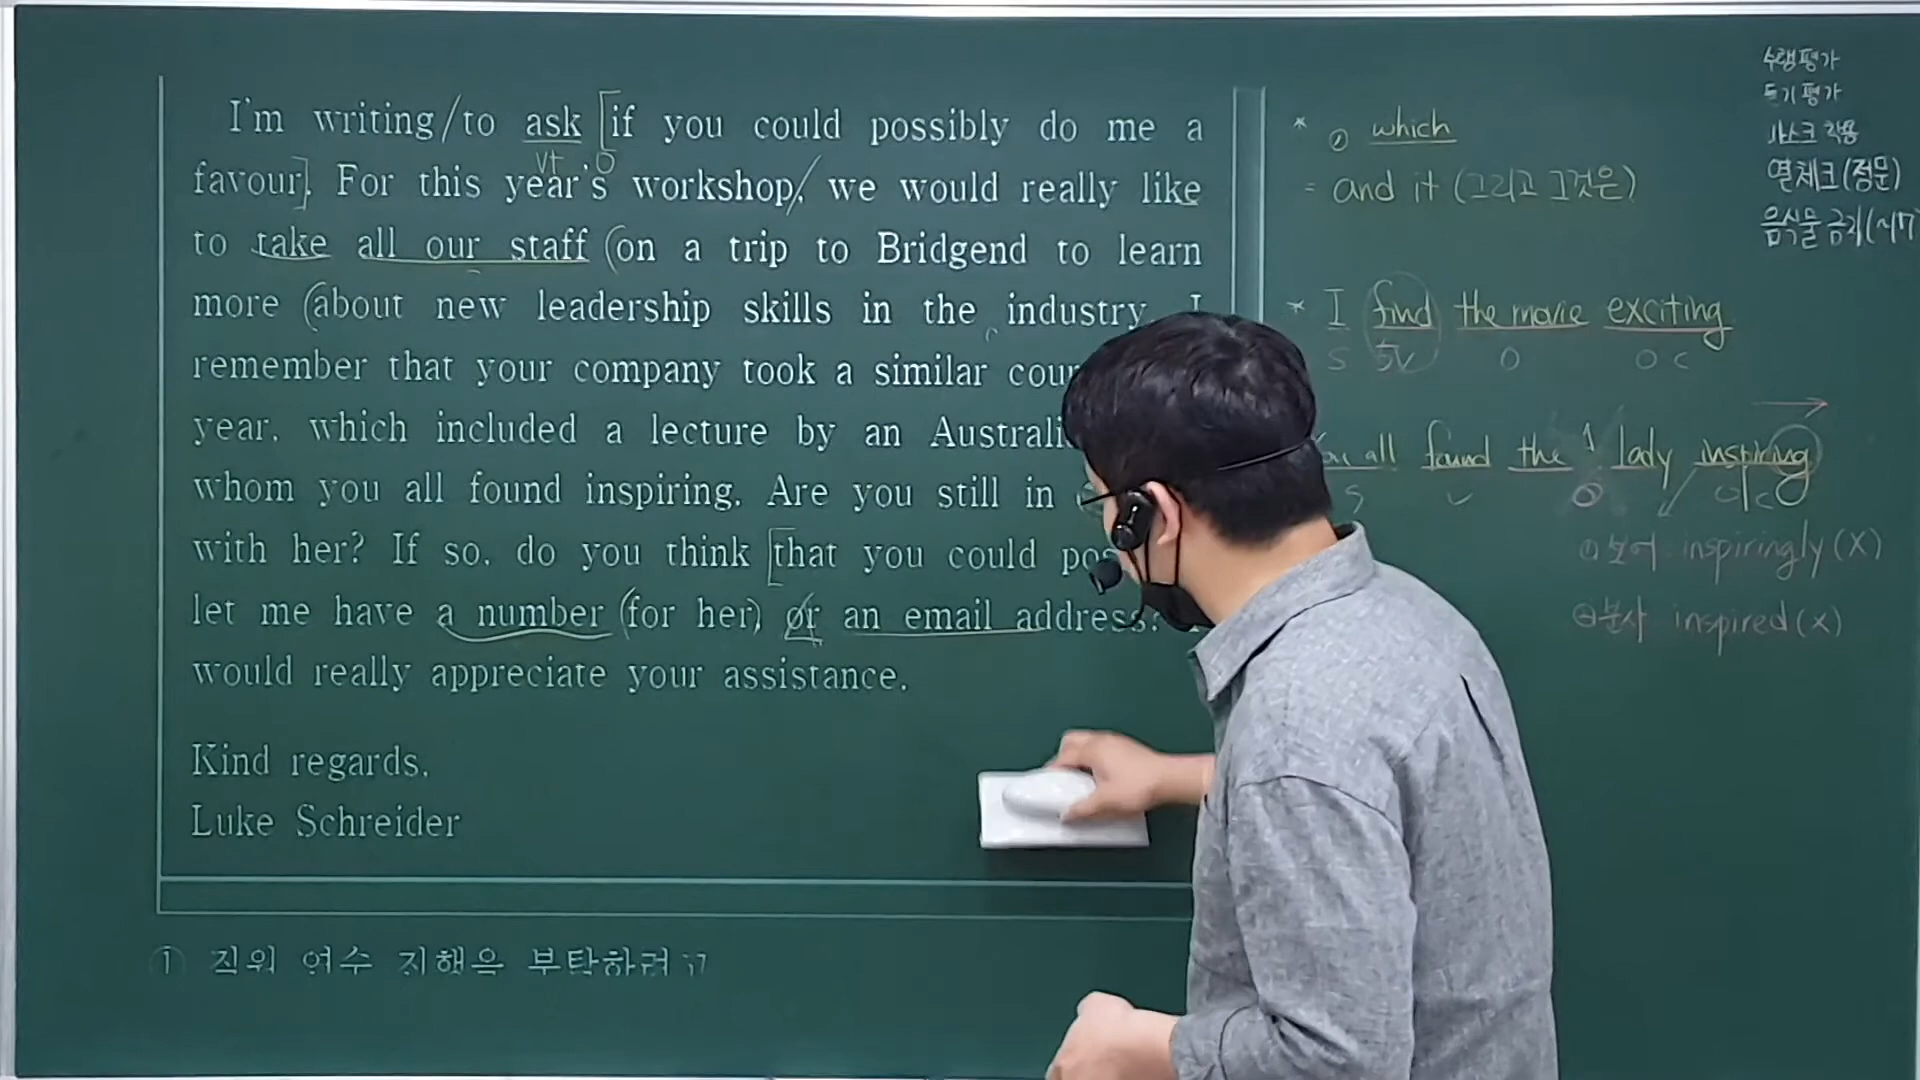 I'm writing/to ask [if you could possibly do me a
vt O
favour]. For this year's workshop, we would really like
to take all our staff (on a trip to Bridgend to learn
more (about new leadership skills in the industry. I
remember that your company took a similar
year, which included a lecture by an
whom you all found inspiring. Are you still in
with her? If so, do you think [that you could
let me have a number (for her) or an email address?
would really appreciate your assistance.
Kind regards,
Luke Schreider
① 직원 연수 진행을 부탁하려고
* , which
= and it (그리고 그것은)
* I find the movie exciting
S 5V O O C
all found the lady inspiring
S V O O C
① 보어 inspiringly (X)
② 분사 inspired (X)
수행평가
듣기평가
마스크 착용
열체크(정문)
음식물 금지(~17